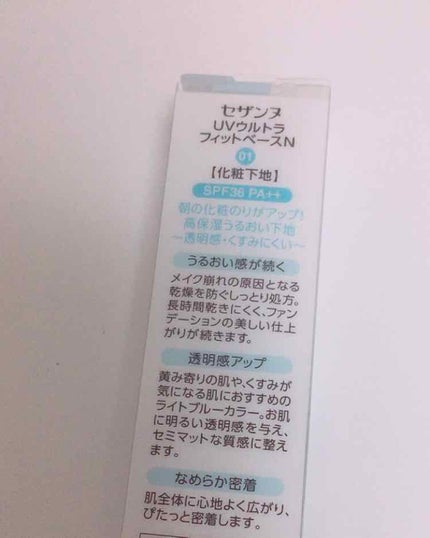 セザンヌ
UVウルトラ
フィットベースN
01
【化粧下地】
SPF36 PA++
朝の化粧のりがアップ!
高保湿うるおい下地
〜透明感・くすみにくい〜
うるおい感が続く
メイク崩れの原因となる
乾燥を防ぐしっとり処方。
長時間乾きにくく、ファン
デーションの美しい仕上
がりが続きます。
透明感アップ
黄み寄りの肌や、くすみが
気になる肌におすすめの
ライトブルーカラー。お肌
に明るい透明感を与え、
セミマットな質感に整え
ます。
なめらか密着
肌全体に心地よく広がり、
ぴたっと密着します。